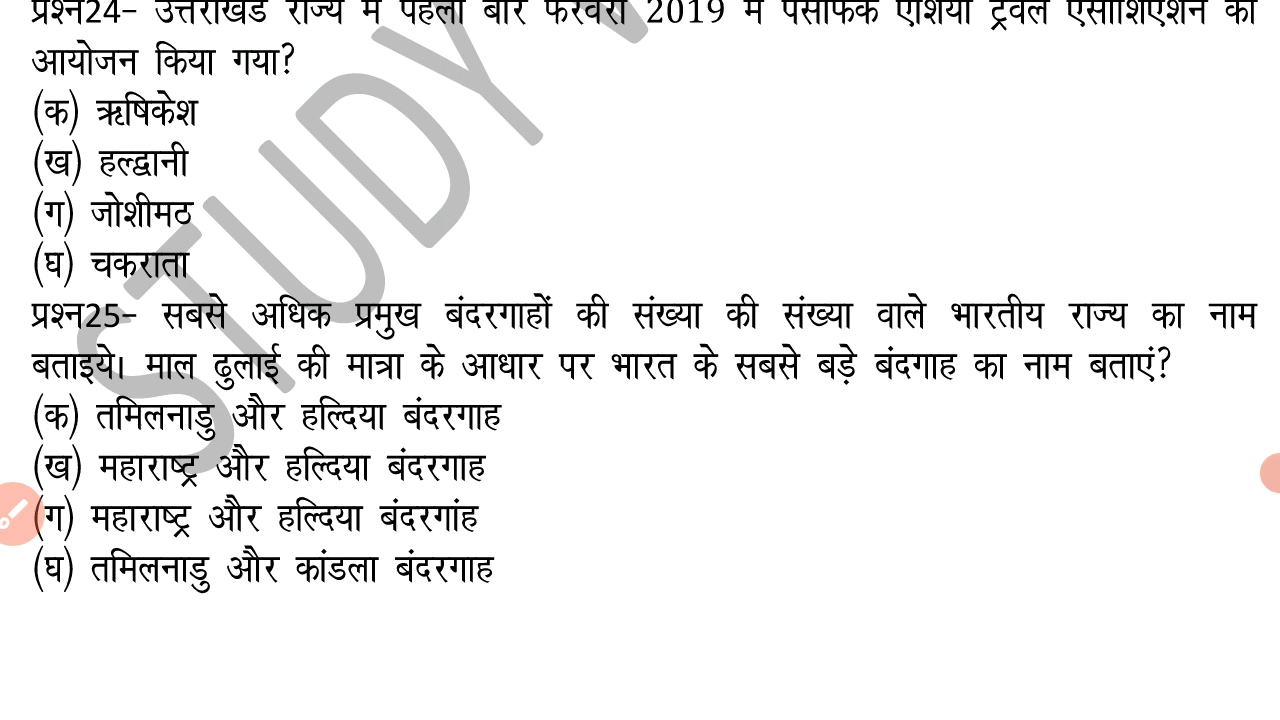 प्रश्न24– उत्तराखंड राज्य में पहली बार फरवरी 2019 में पैसिफिक एशिया ट्रैवल एसोशिएशन का
आयोजन किया गया?
(क) ऋषिकेश
(ख) हल्द्वानी
(ग) जोशीमठ
(घ) चकराता
प्रश्न25– सबसे अधिक प्रमुख बंदरगाहों की संख्या की संख्या वाले भारतीय राज्य का नाम
बताइये। माल ढुलाई की मात्रा के आधार पर भारत के सबसे बड़े बंदगाह का नाम बताएं?
(क) तमिलनाडु और हल्दिया बंदरगाह
(ख) महाराष्ट्र और हल्दिया बंदरगाह
(ग) महाराष्ट्र और हल्दिया बंदरगांह
(घ) तमिलनाडु और कांडला बंदरगाह
STUDY